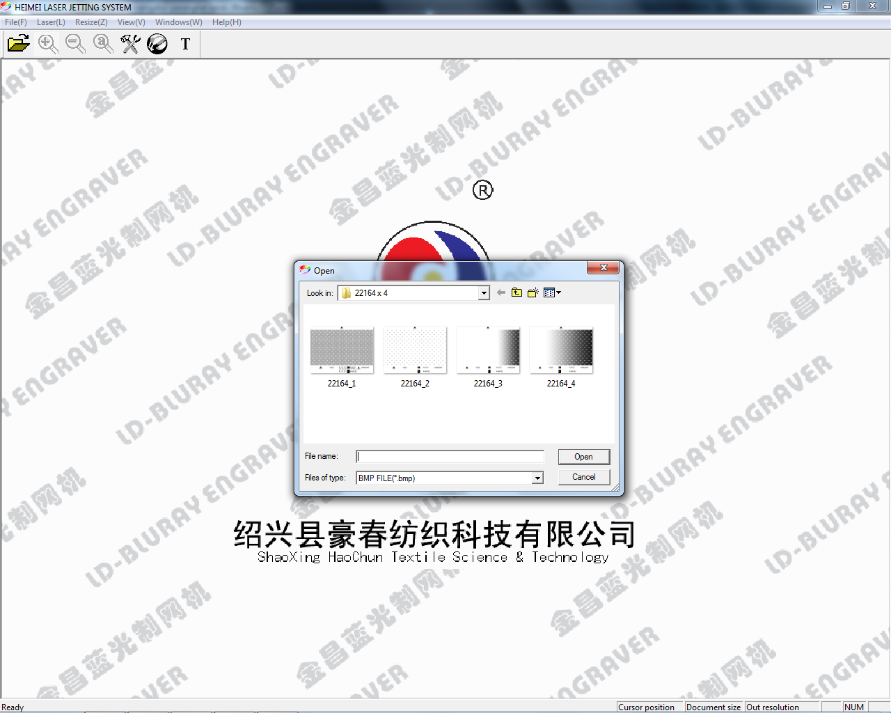 HEIMEI LASER JETTING SYSTEM
File(F) Laser(L) Resize(Z) View(V) Windows(W) Help(H)
T
LD-BLURAY ENGRAVER
金昌蓝光制网机
®
Open
Look in: 22164 x 4
22164_1 22164_2 22164_3 22164_4
File name: Open
Files of type: BMP FILE(*.bmp) Cancel
绍兴县豪春纺织科技有限公司
ShaoXing HaoChun Textile Science & Technology
Ready Cursor position Document size Out resolution NUM